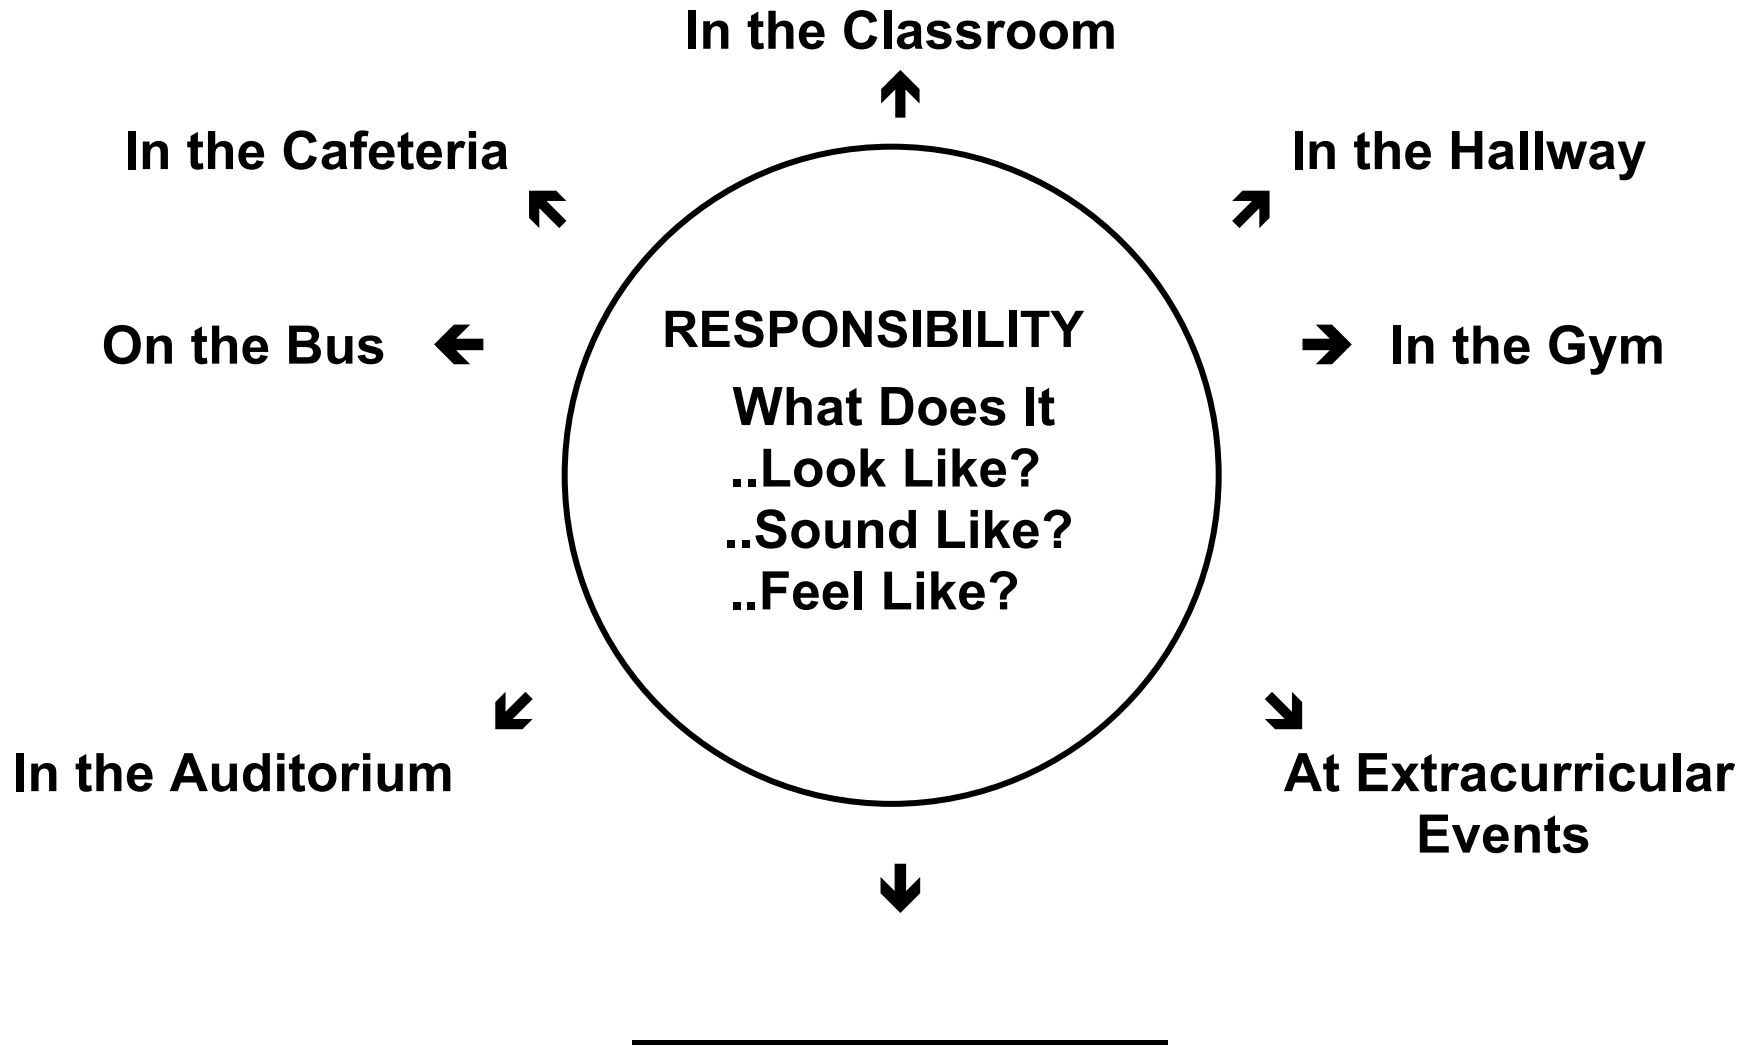 In the Classroom
In the Cafeteria
In the Hallway
On the Bus
RESPONSIBILITY
What Does It
..Look Like?
..Sound Like?
..Feel Like?
In the Gym
In the Auditorium
At Extracurricular
Events